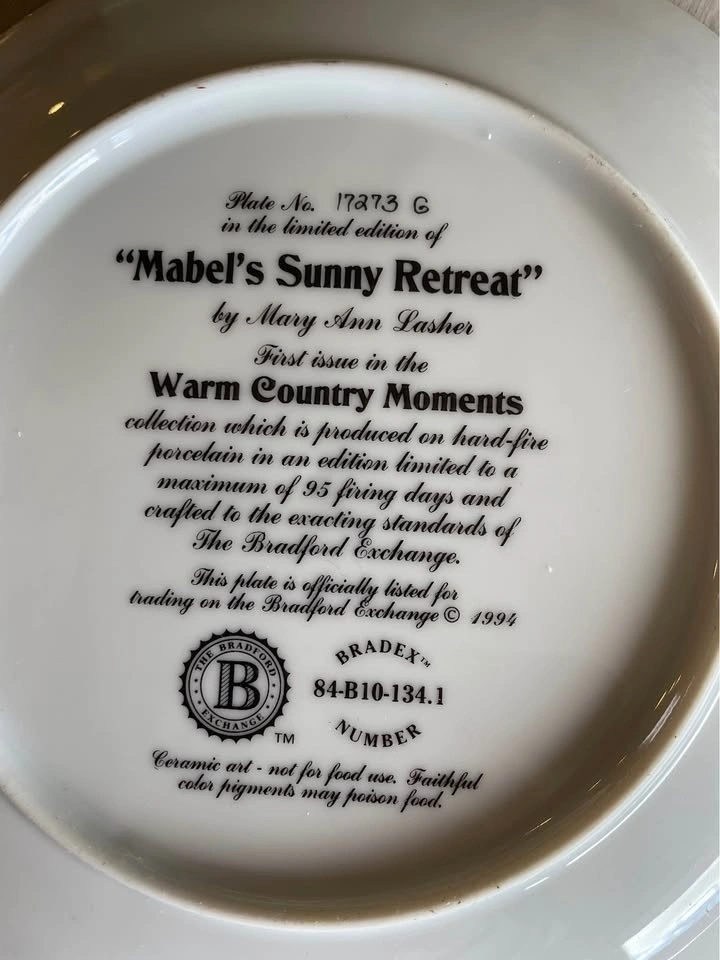 Plate No. 17273 G
in the limited edition of
“Mabel’s Sunny Retreat”
by Mary Ann Lasher
First issue in the
Warm Country Moments
collection which is produced on hard-fire
porcelain in an edition limited to a
maximum of 95 firing days and
crafted to the exacting standards of
The Bradford Exchange.
This plate is officially listed for
trading on the Bradford Exchange © 1994
THE BRADFORD
B
EXCHANGE
TM
BRADEX™
84-B10-134.1
NUMBER
Ceramic art - not for food use. Faithful
color pigments may poison food.